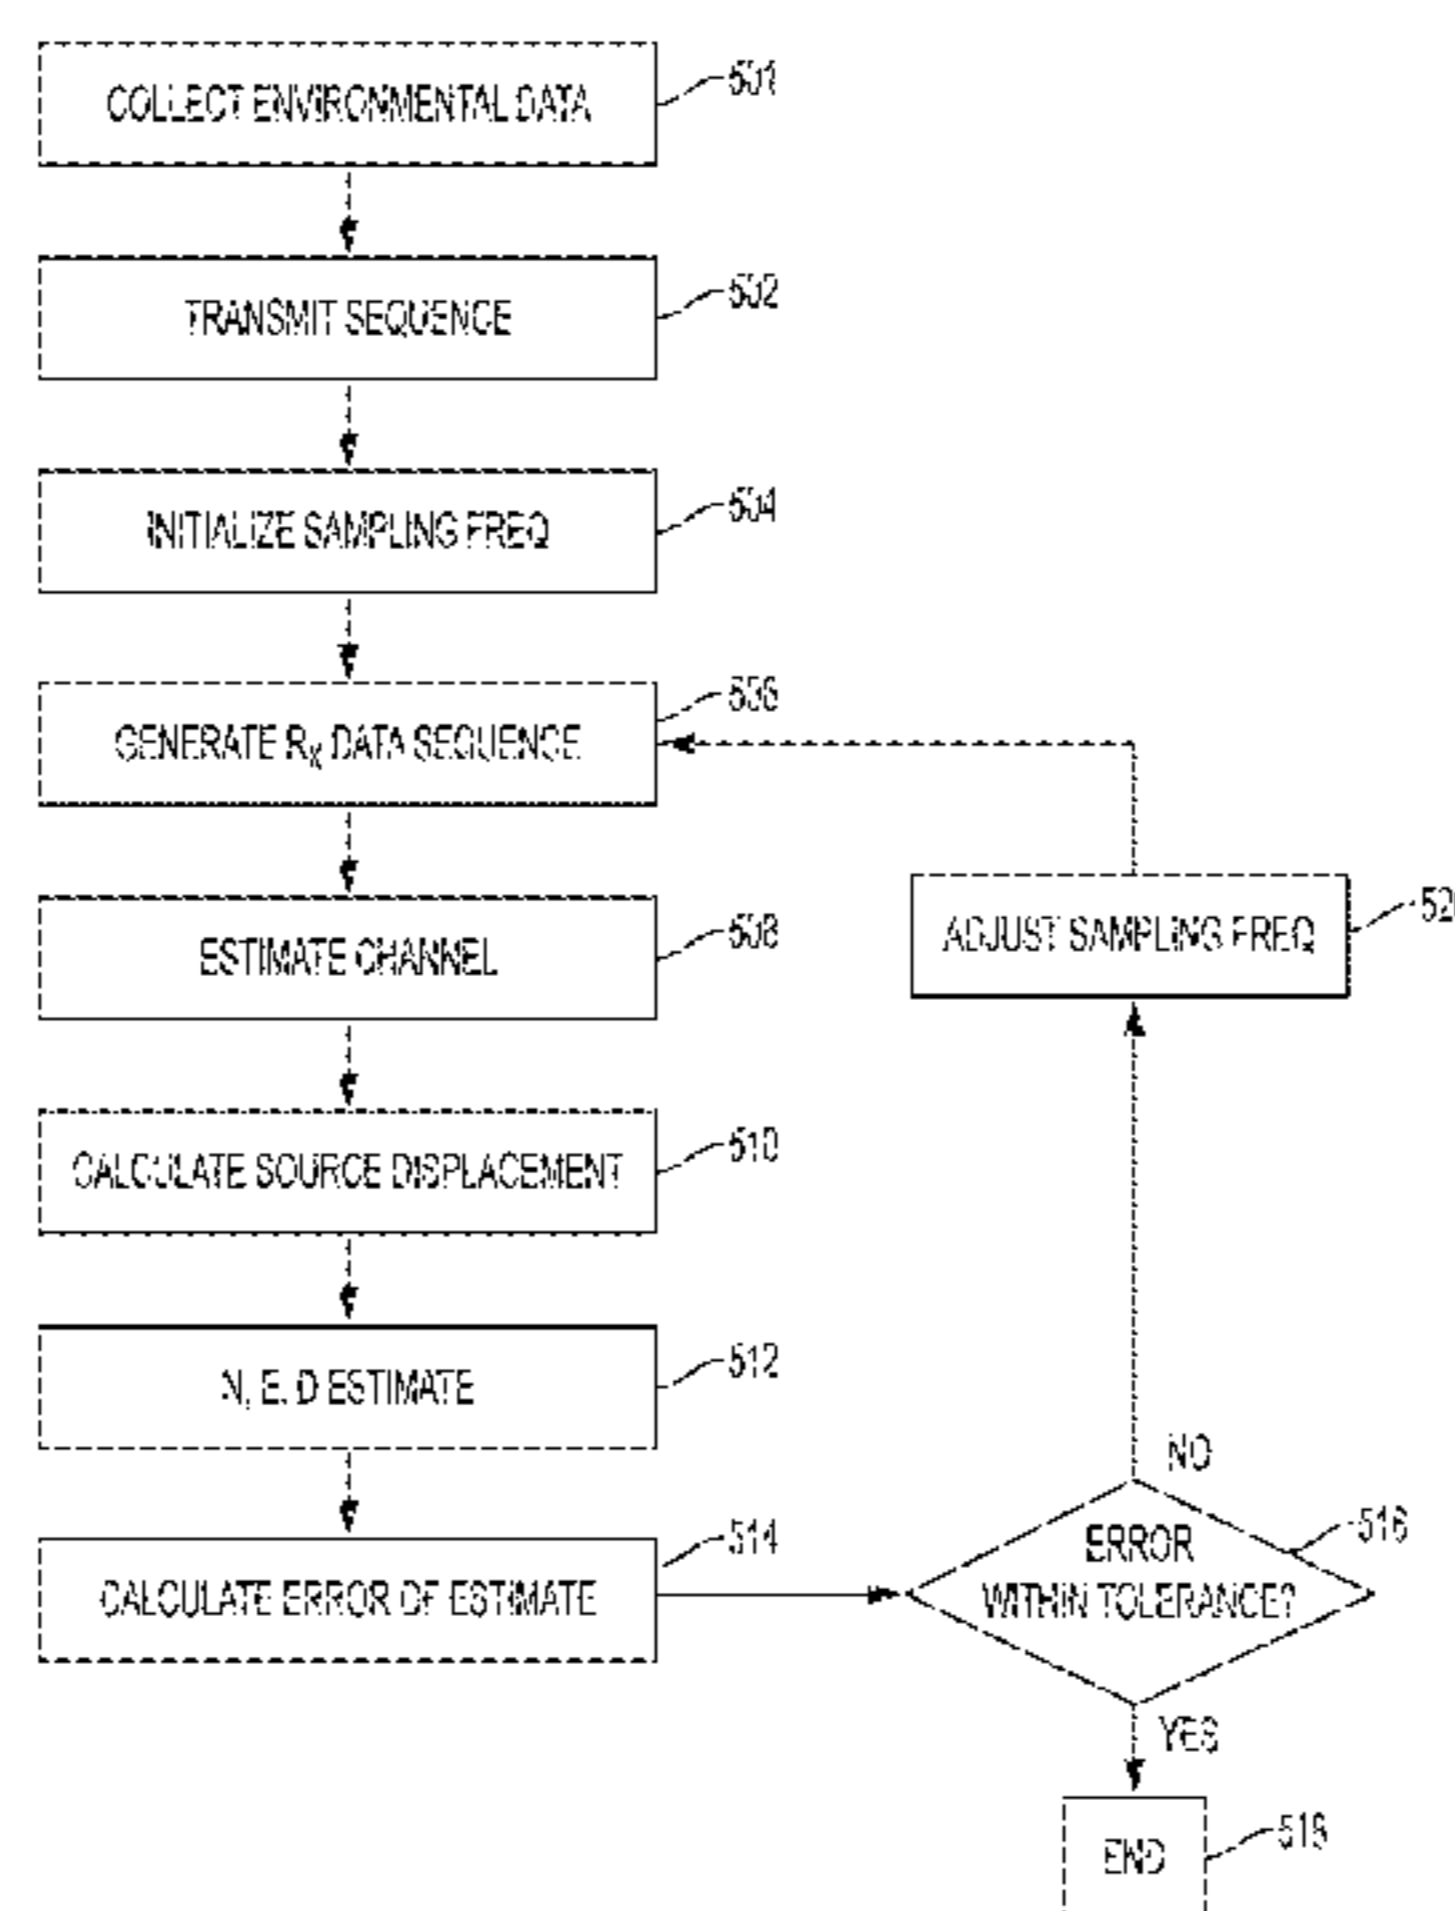 COLLECT ENVIRONMENTAL DATA
501
TRANSMIT SEQUENCE
502
INITIALIZE SAMPLING FREQ
504
GENERATE RX DATA SEQUENCE
506
ESTIMATE CHANNEL
508
CALCULATE SOURCE DISPLACEMENT
510
N, E, D ESTIMATE
512
CALCULATE ERROR OF ESTIMATE
514
ADJUST SAMPLING FREQ
NO
ERROR
WITHIN TOLERANCE?
516
YES
END
518